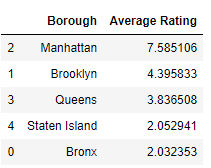 Borough Average Rating
2 Manhattan 7.585106
1 Brooklyn 4.395833
3 Queens 3.836508
4 Staten Island 2.052941
0 Bronx 2.032353